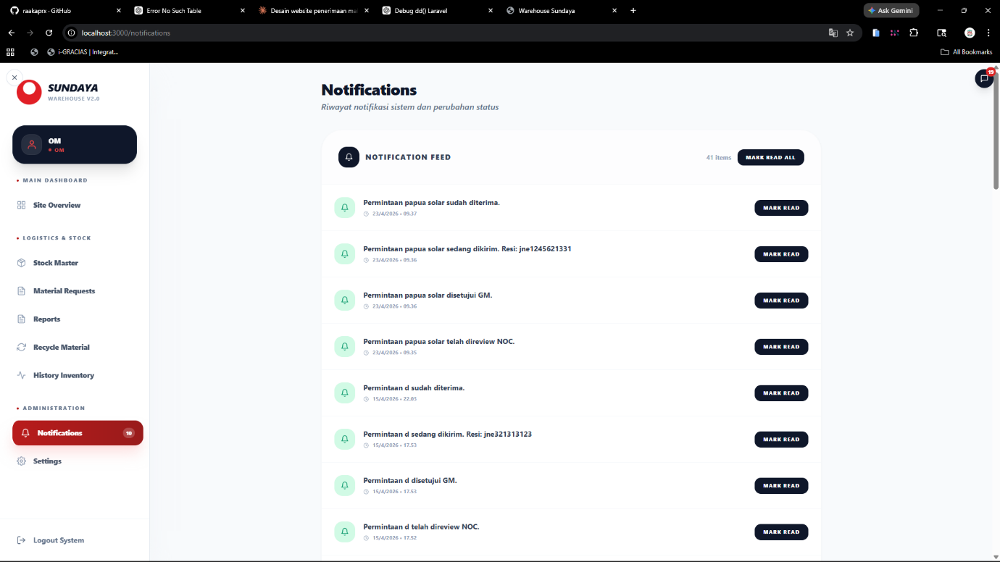 raakaprx · GitHub
Error No Such Table
Desain website penerimaan ma
Debug dd() Laravel
Warehouse Sundaya
Ask Gemini
localhost:3000/notifications
i-GRACIAS | Integrat...
All Bookmarks
SUNDAYA
WAREHOUSE V2.0
OM
OM
MAIN DASHBOARD
Site Overview
LOGISTICS & STOCK
Stock Master
Material Requests
Reports
Recycle Material
History Inventory
ADMINISTRATION
Notifications
10
Settings
Logout System
19
Notifications
Riwayat notifikasi sistem dan perubahan status
NOTIFICATION FEED
41 items
MARK READ ALL
Permintaan papua solar sudah diterima.
23/4/2026 • 09.37
MARK READ
Permintaan papua solar sedang dikirim. Resi: jne1245621331
23/4/2026 • 09.36
MARK READ
Permintaan papua solar disetujui GM.
23/4/2026 • 09.36
MARK READ
Permintaan papua solar telah direview NOC.
23/4/2026 • 09.35
MARK READ
Permintaan d sudah diterima.
15/4/2026 • 22.03
MARK READ
Permintaan d sedang dikirim. Resi: jne321313123
15/4/2026 • 17.53
MARK READ
Permintaan d disetujui GM.
15/4/2026 • 17.53
MARK READ
Permintaan d telah direview NOC.
15/4/2026 • 17.52
MARK READ